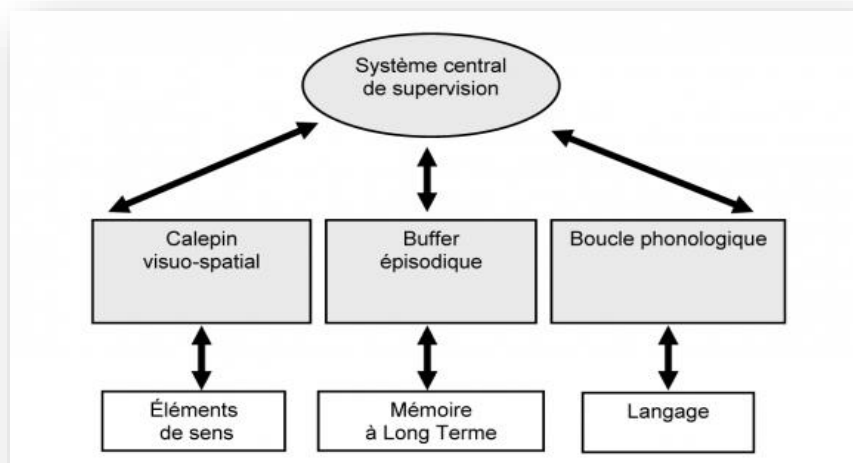 Système central
de supervision
Calepin
visuo-spatial
Buffer
épisodique
Boucle phonologique
Éléments
de sens
Mémoire
à Long Terme
Langage